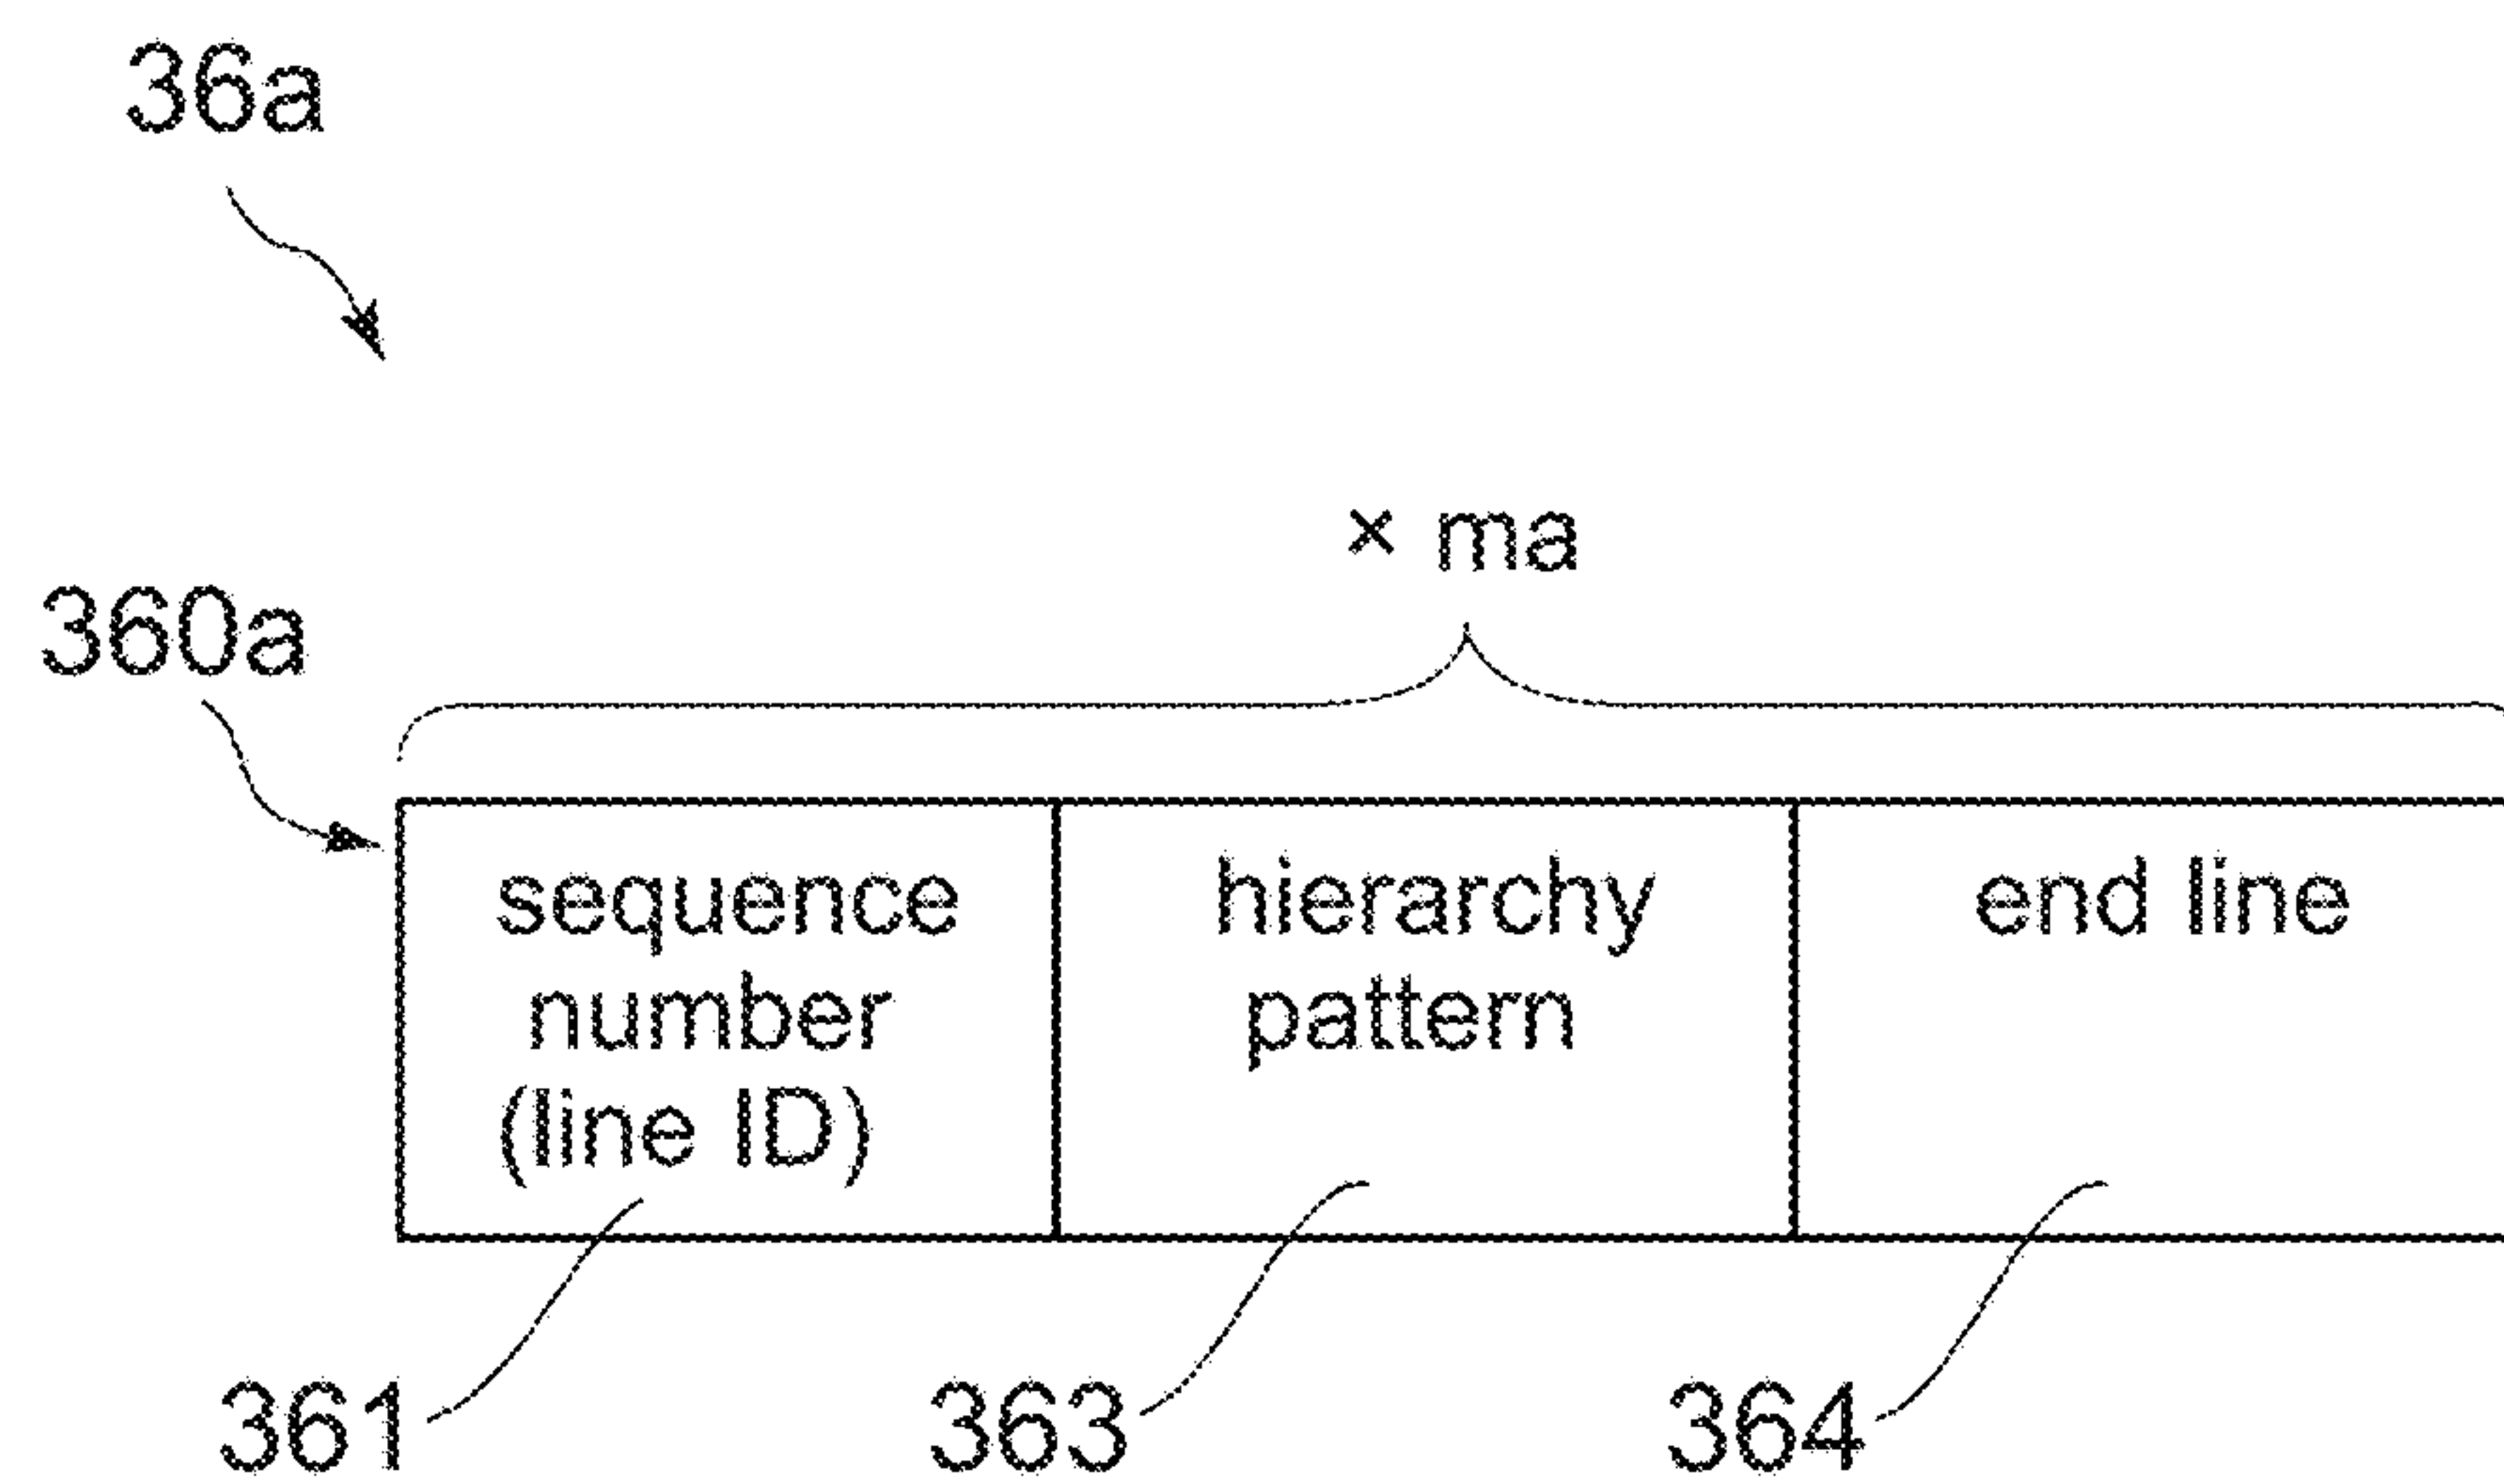 36a
× ma
360a
sequence
number
(line ID)
hierarchy
pattern
end line
361
363
364